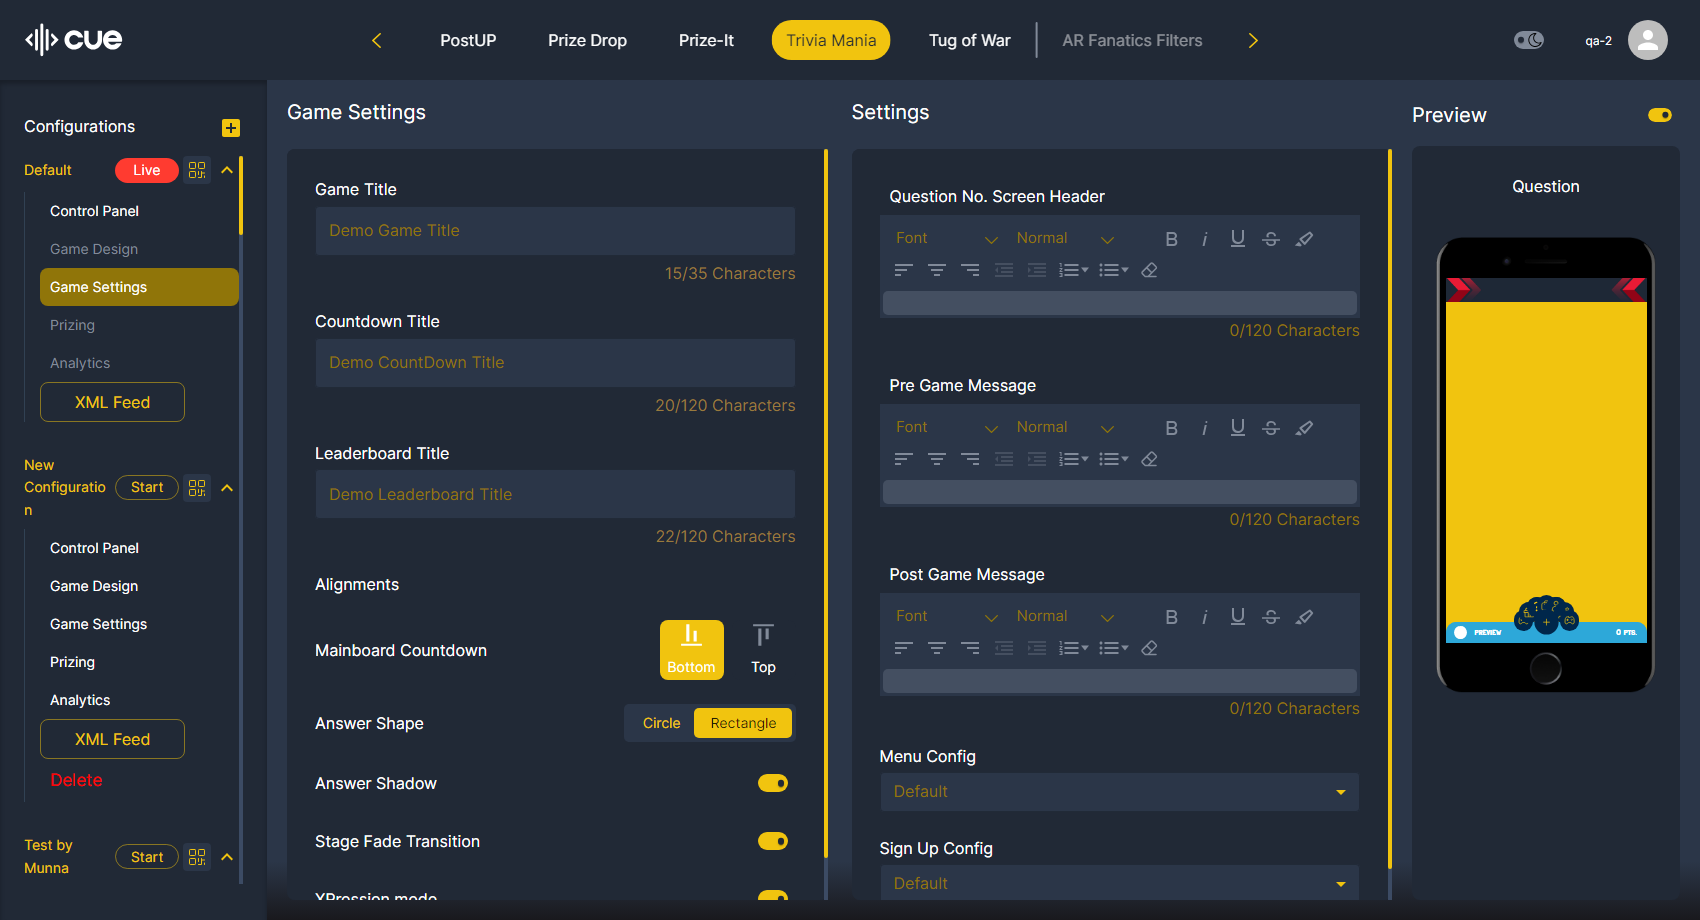 cue
PostUP
Prize Drop
Prize-It
Trivia Mania
Tug of War
AR Fanatics Filters
qa-2
Configurations
Default
Live
Control Panel
Game Design
Game Settings
Prizing
Analytics
XML Feed
New
Configuratio
n
Start
Control Panel
Game Design
Game Settings
Prizing
Analytics
XML Feed
Delete
Test by
Munna
Start
Game Settings
Game Title
Demo Game Title
15/35 Characters
Countdown Title
Demo CountDown Title
20/120 Characters
Leaderboard Title
Demo Leaderboard Title
22/120 Characters
Alignments
Mainboard Countdown
Bottom
Top
Answer Shape
Circle
Rectangle
Answer Shadow
Stage Fade Transition
XPression mode
Settings
Question No. Screen Header
Font
Normal
B i U S
0/120 Characters
Pre Game Message
Font
Normal
B i U S
0/120 Characters
Post Game Message
Font
Normal
B i U S
0/120 Characters
Menu Config
Default
Sign Up Config
Default
Preview
Question
PREVIEW
0 PTS.